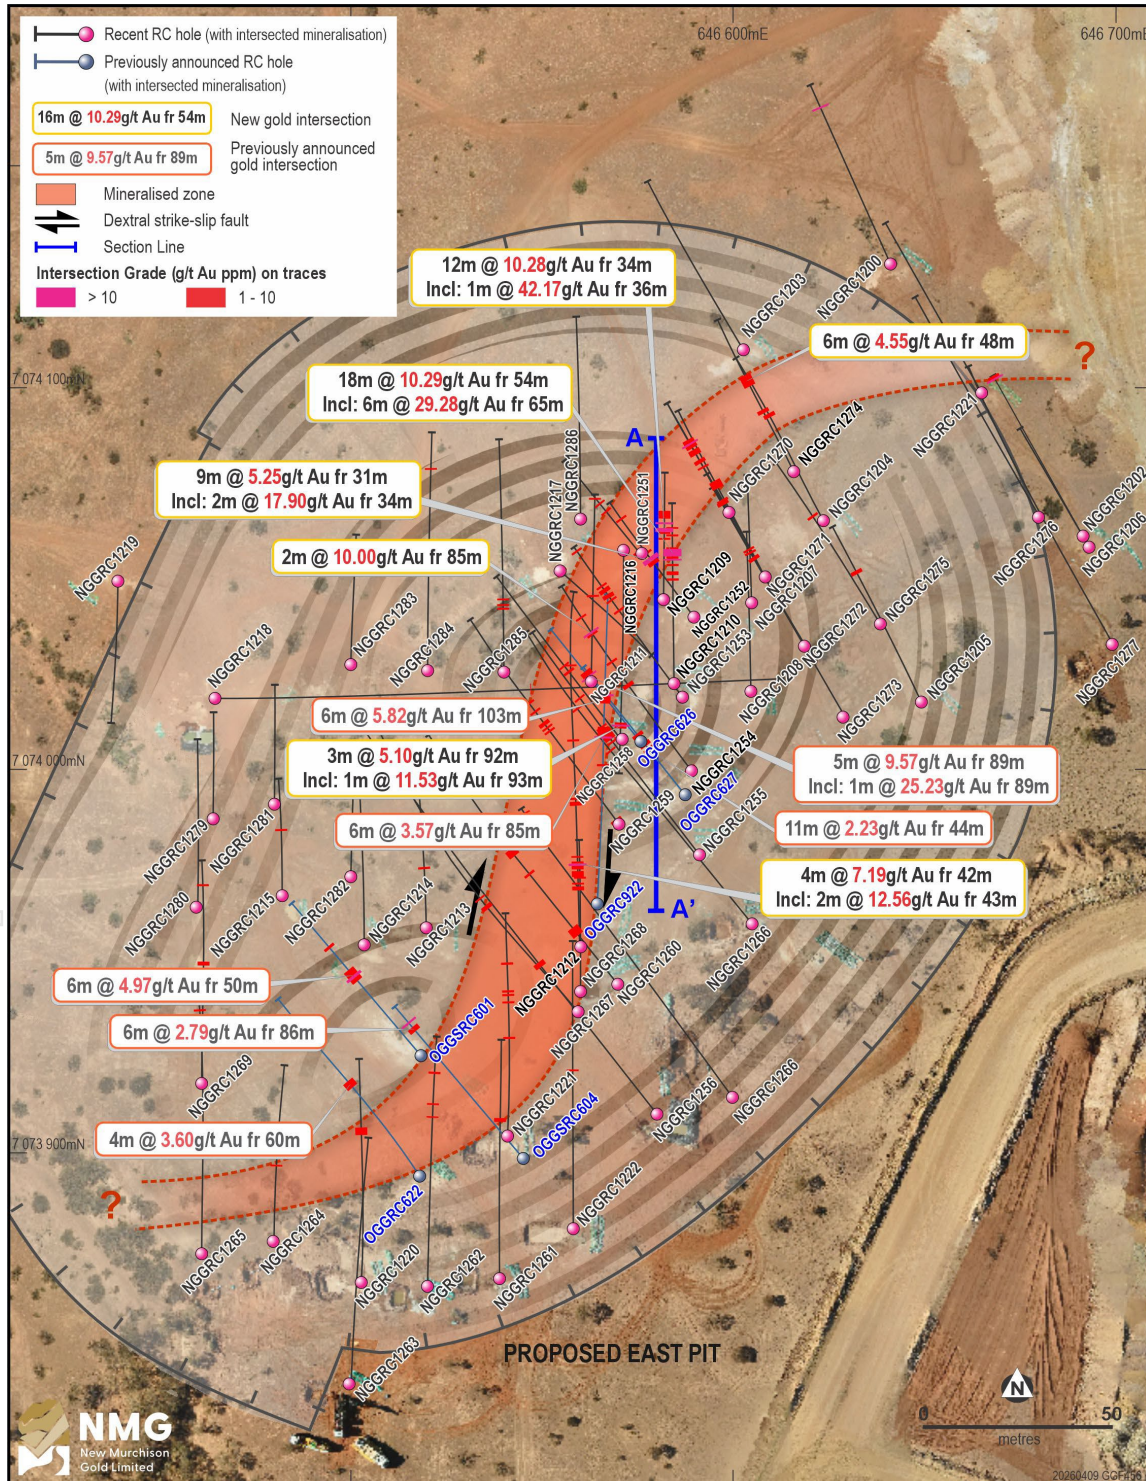 Recent RC hole (with intersected mineralisation)
Previously announced RC hole
(with intersected mineralisation)
16m @ 10.29g/t Au fr 54m
New gold intersection
5m @ 9.57g/t Au fr 89m
Previously announced
gold intersection
Mineralised zone
Dextral strike-slip fault
Section Line
Intersection Grade (g/t Au ppm) on traces
> 10
1 - 10
646 600mE
646 700mE
7 074 100mN
7 074 000mN
7 073 900mN
12m @ 10.28g/t Au fr 34m
Incl: 1m @ 42.17g/t Au fr 36m
6m @ 4.55g/t Au fr 48m
18m @ 10.29g/t Au fr 54m
Incl: 6m @ 29.28g/t Au fr 65m
9m @ 5.25g/t Au fr 31m
Incl: 2m @ 17.90g/t Au fr 34m
2m @ 10.00g/t Au fr 85m
6m @ 5.82g/t Au fr 103m
3m @ 5.10g/t Au fr 92m
Incl: 1m @ 11.53g/t Au fr 93m
6m @ 3.57g/t Au fr 85m
5m @ 9.57g/t Au fr 89m
Incl: 1m @ 25.23g/t Au fr 89m
11m @ 2.23g/t Au fr 44m
4m @ 7.19g/t Au fr 42m
Incl: 2m @ 12.56g/t Au fr 43m
6m @ 4.97g/t Au fr 50m
6m @ 2.79g/t Au fr 86m
4m @ 3.60g/t Au fr 60m
?
?
A
A'
NGGRC1200
NGGRC1203
NGGRC1221
NGGRC1274
NGGRC1270
NGGRC1204
NGGRC1202
NGGRC1206
NGGRC1276
NGGRC1286
NGGRC1217
NGGRC1251
NGGRC1216
NGGRC1209
NGGRC1252
NGGRC1271
NGGRC1207
NGGRC1275
NGGRC1219
NGGRC1283
NGGRC1284
NGGRC1285
NGGRC1210
NGGRC1253
NGGRC1272
NGGRC1277
NGGRC1218
NGGRC1211
NGGRC1208
NGGRC1205
NGGRC1273
OGGRC626
NGGRC1258
NGGRC1254
OGGRC627
NGGRC1259
NGGRC1255
NGGRC1279
NGGRC1281
NGGRC1280
NGGRC1215
NGGRC1282
NGGRC1214
NGGRC1213
OGGRC922
NGGRC1212
NGGRC1268
NGGRC1260
NGGRC1266
NGGRC1267
OGGSRC601
NGGRC1269
NGGRC1221
OGGSRC604
NGGRC1256
NGGRC1266
NGGRC1222
OGGRC622
NGGRC1265
NGGRC1264
NGGRC1220
NGGRC1262
NGGRC1261
NGGRC1263
PROPOSED EAST PIT
N
0
50
metres
NMG
New Murchison
Gold Limited